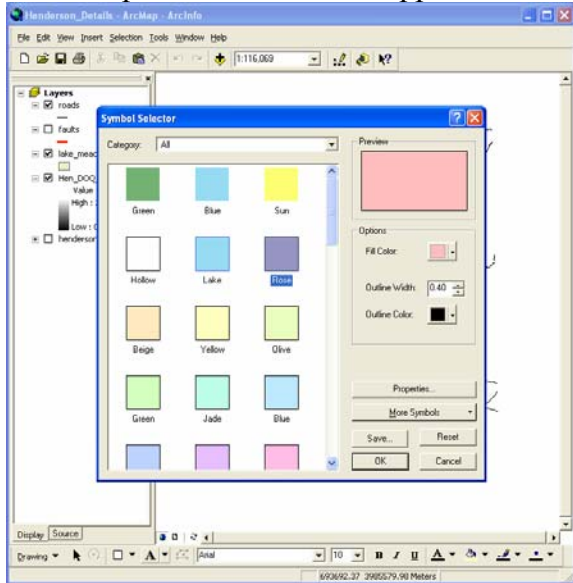 Henderson_Details - ArcMap - ArcInfo
File Edit View Insert Selection Tools Window Help
1:116,069
Layers
roads
faults
lake_mead
Hen_DOQ
Value
High :
Low : 0
henderson
Symbol Selector
Category: All
Green Blue Sun
Hollow Lake Rose
Beige Yellow Olive
Green Jade Blue
Preview
Options
Fill Color:
Outline Width: 0.40
Outline Color:
Properties...
More Symbols
Save... Reset
OK Cancel
Display Source
Drawing A Arial 10 B I U A
693692.37 3985579.90 Meters